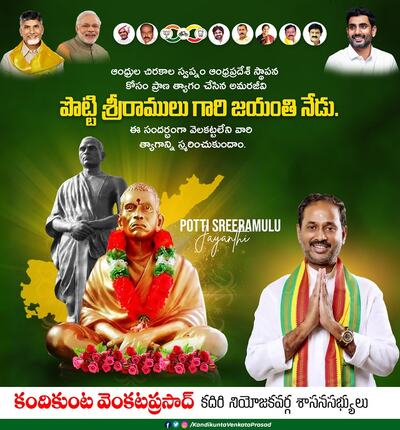 ఆంధ్రుల చిరకాల స్వప్నం ఆంధ్రప్రదేశ్ స్థాపన
కోసం ప్రాణ త్యాగం చేసిన అమరజీవి
పొట్టి శ్రీరాములు గారి జయంతి నేడు.
ఈ సందర్భంగా వెలకట్టలేని వారి
త్యాగాన్ని స్మరించుకుందాం.
POTTI SREERAMULU
Jayanthi
కందికుంట వెంకటప్రసాద్ కదిరి నియోజకవర్గ శాసనసభ్యులు
/KandikuntaVenkataPrasad